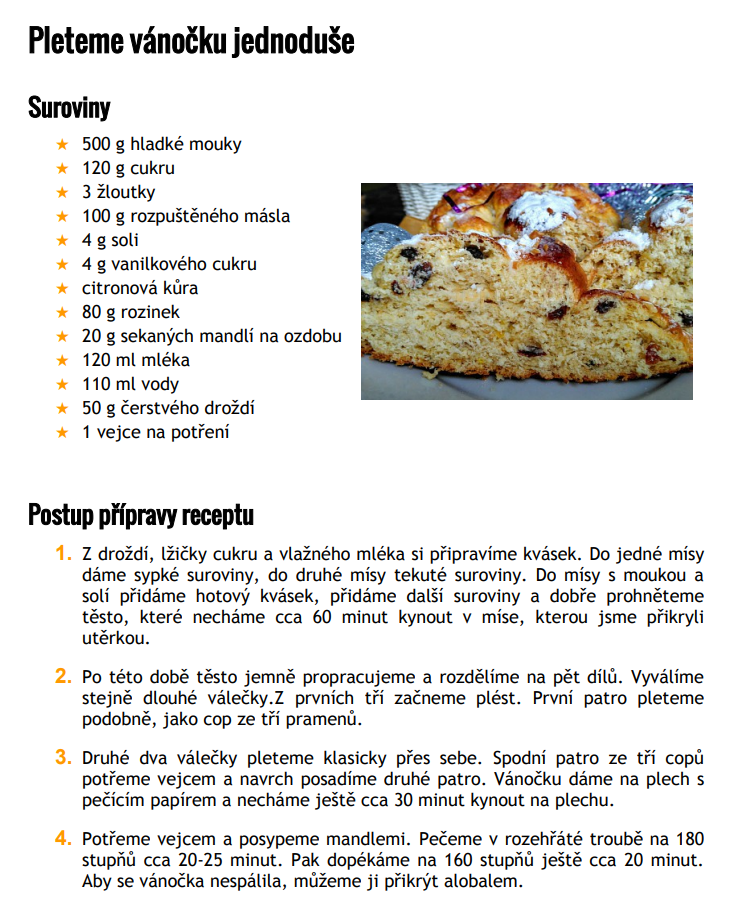 Pleteme vánočku jednoduše
Suroviny
★ 500 g hladké mouky
★ 120 g cukru
★ 3 žloutky
★ 100 g rozpuštěného másla
★ 4 g soli
★ 4 g vanilkového cukru
★ citronová kůra
★ 80 g rozinek
★ 20 g sekaných mandlí na ozdobu
★ 120 ml mléka
★ 110 ml vody
★ 50 g čerstvého droždí
★ 1 vejce na potření
Postup přípravy receptu
1. Z droždí, lžičky cukru a vlažného mléka si připravíme kvásek. Do jedné mísy
dáme sypké suroviny, do druhé mísy tekuté suroviny. Do mísy s moukou a
solí přidáme hotový kvásek, přidáme další suroviny a dobře prohněteme
těsto, které necháme cca 60 minut kynout v míse, kterou jsme přikryli
utěrkou.
2. Po této době těsto jemně propracujeme a rozdělíme na pět dílů. Vyválíme
stejně dlouhé válečky.Z prvních tří začneme plést. První patro pleteme
podobně, jako cop ze tří pramenů.
3. Druhé dva válečky pleteme klasicky přes sebe. Spodní patro ze tří copů
potřeme vejcem a navrch posadíme druhé patro. Vánočku dáme na plech s
pečícím papírem a necháme ještě cca 30 minut kynout na plechu.
4. Potřeme vejcem a posypeme mandlemi. Pečeme v rozehřáté troubě na 180
stupňů cca 20-25 minut. Pak dopékáme na 160 stupňů ještě cca 20 minut.
Aby se vánočka nespálila, můžeme ji přikrýt alobalem.